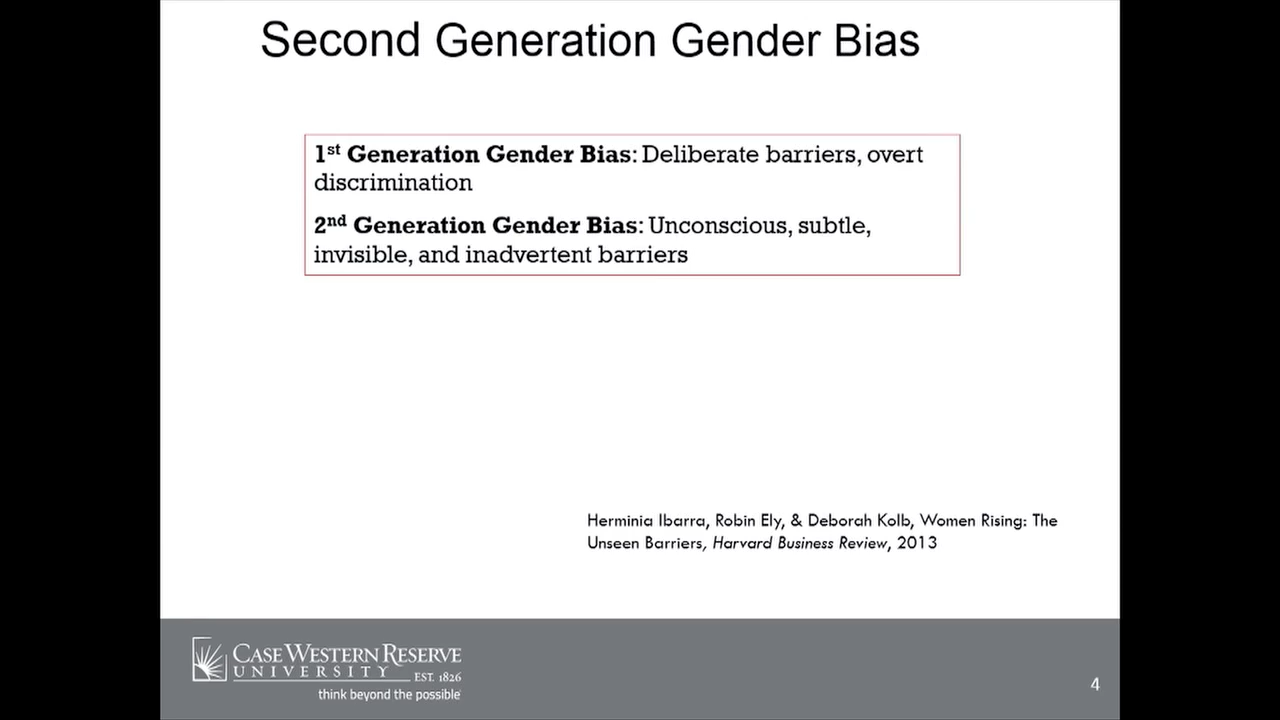 Second Generation Gender Bias
1st Generation Gender Bias: Deliberate barriers, overt
discrimination
2nd Generation Gender Bias: Unconscious, subtle,
invisible, and inadvertent barriers
Herminia Ibarra, Robin Ely, & Deborah Kolb, Women Rising: The
Unseen Barriers, Harvard Business Review, 2013
CASE WESTERN RESERVE
UNIVERSITY EST. 1826
think beyond the possible
4